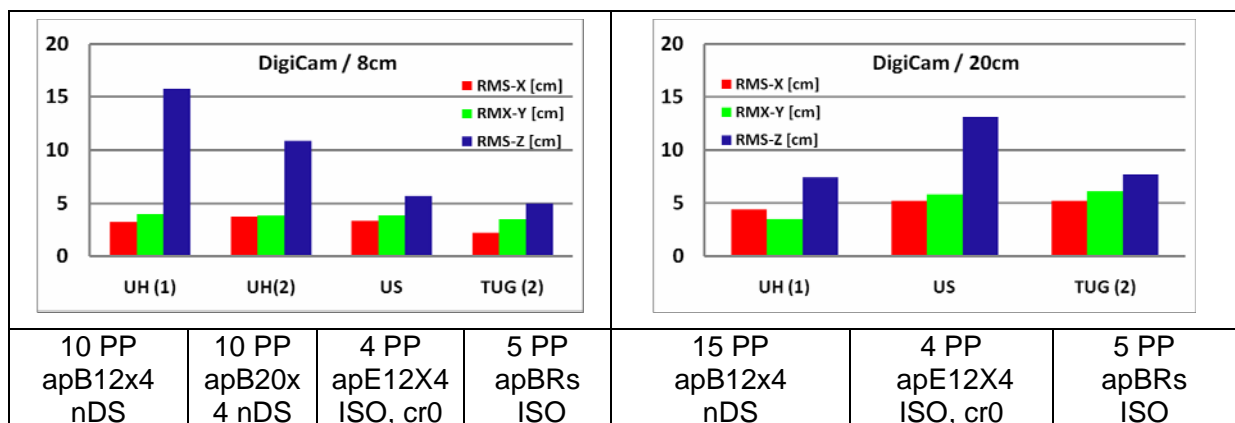 20
DigiCam / 8cm
RMS-X [cm]
15
RMX-Y [cm]
RMS-Z [cm]
10
5
0
UH (1) UH(2) US TUG (2)
20
DigiCam / 20cm
RMS-X [cm]
15
RMX-Y [cm]
RMS-Z [cm]
10
5
0
UH (1) US TUG (2)
10 PP 10 PP 4 PP 5 PP 15 PP 4 PP 5 PP
apB12x4 apB20x apE12X4 apBRs apB12x4 apE12X4 apBRs
nDS 4 nDS ISO, cr0 ISO nDS ISO, cr0 ISO